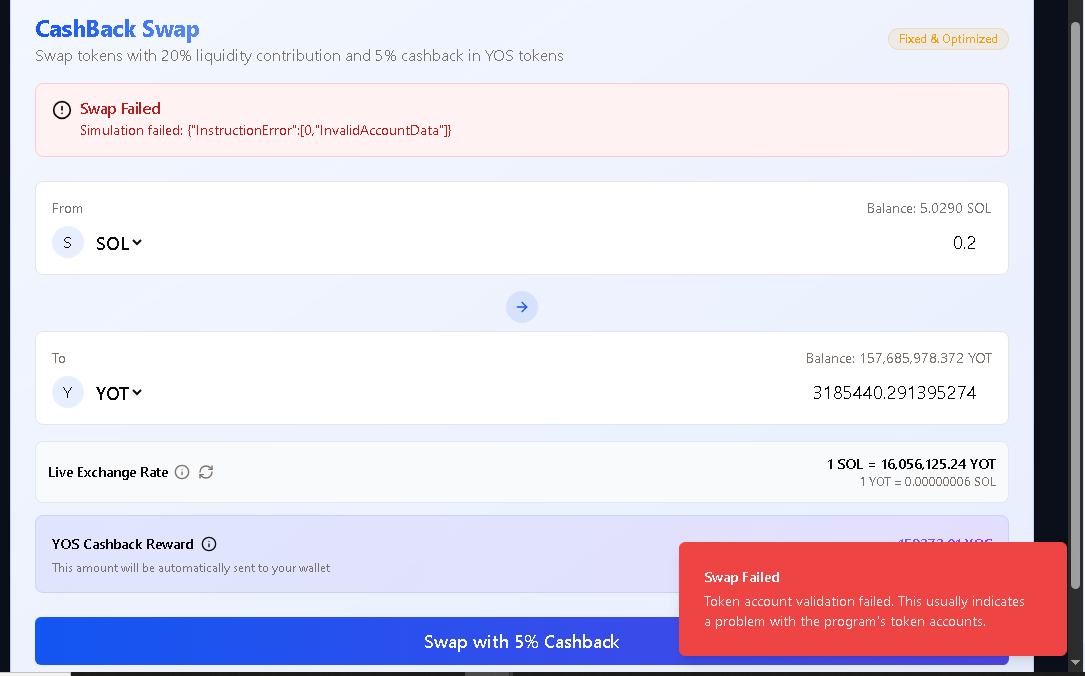 CashBack Swap
Swap tokens with 20% liquidity contribution and 5% cashback in YOS tokens
Fixed & Optimized
Swap Failed
Simulation failed: {"InstructionError":[0,"InvalidAccountData"]}
From
Balance: 5.0290 SOL
S
SOL
0.2
To
Balance: 157,685,978.372 YOT
Y
YOT
3185440.291395274
Live Exchange Rate
1 SOL = 16,056,125.24 YOT
1 YOT = 0.00000006 SOL
YOS Cashback Reward
This amount will be automatically sent to your wallet
Swap Failed
Token account validation failed. This usually indicates
a problem with the program's token accounts.
Swap with 5% Cashback